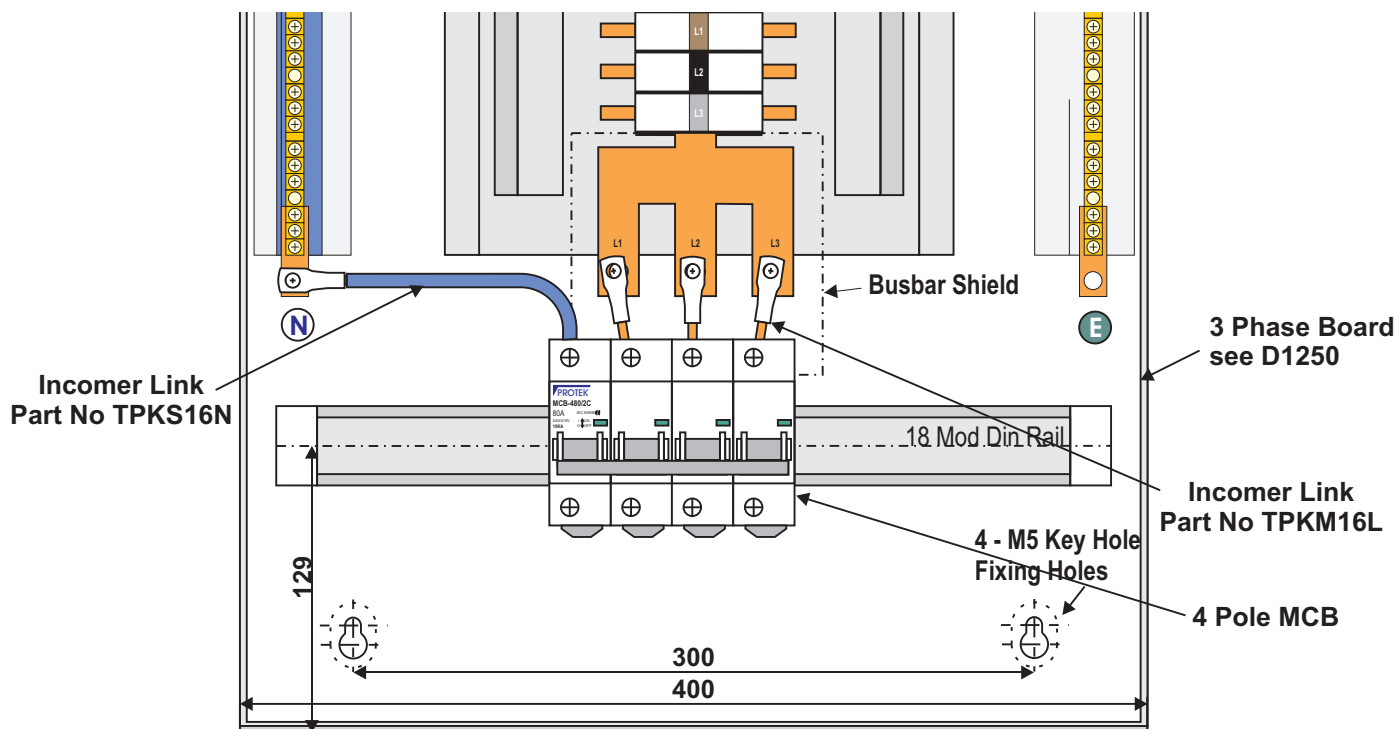 L1
L2
L3
L1
L2
L3
Busbar Shield
N
E
3 Phase Board
see D1250
Incomer Link
Part No TPKS16N
PROTEK
MCB-480/2C
80A
10KA
18 Mod Din Rail
Incomer Link
Part No TPKM16L
4 - M5 Key Hole
Fixing Holes
129
4 Pole MCB
300
400